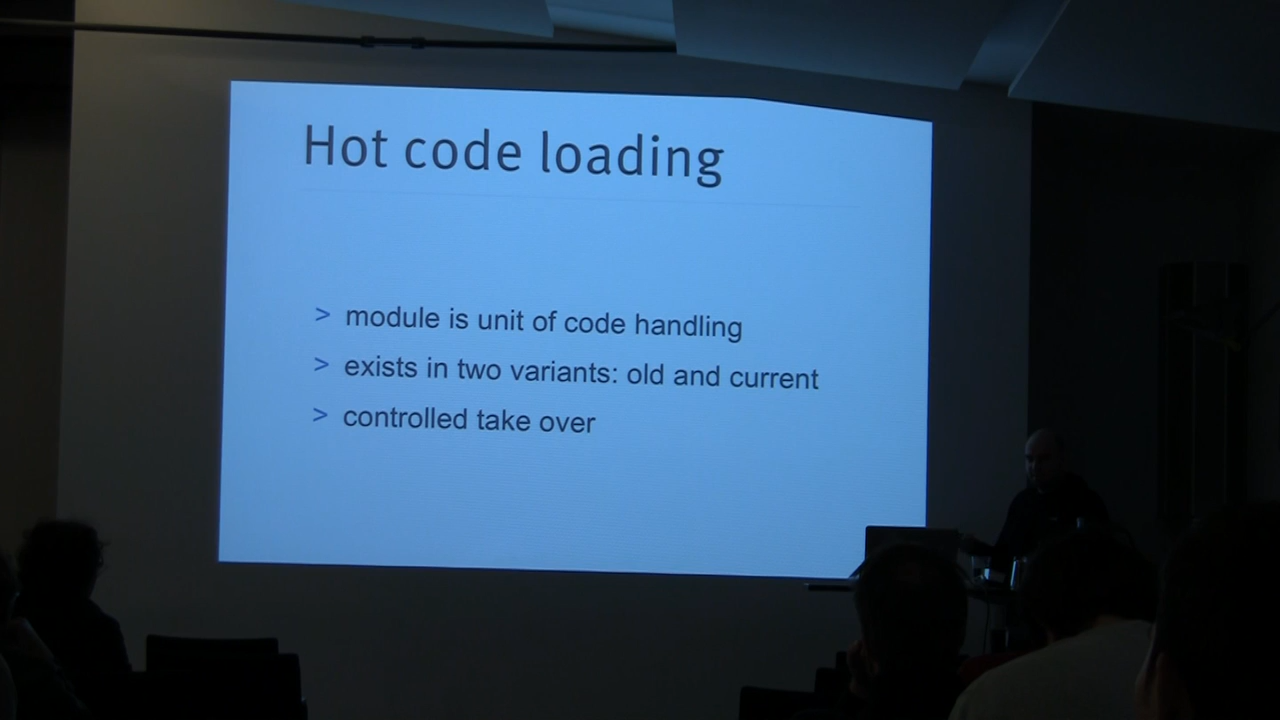 Hot code loading
> module is unit of code handling
> exists in two variants: old and current
> controlled take over